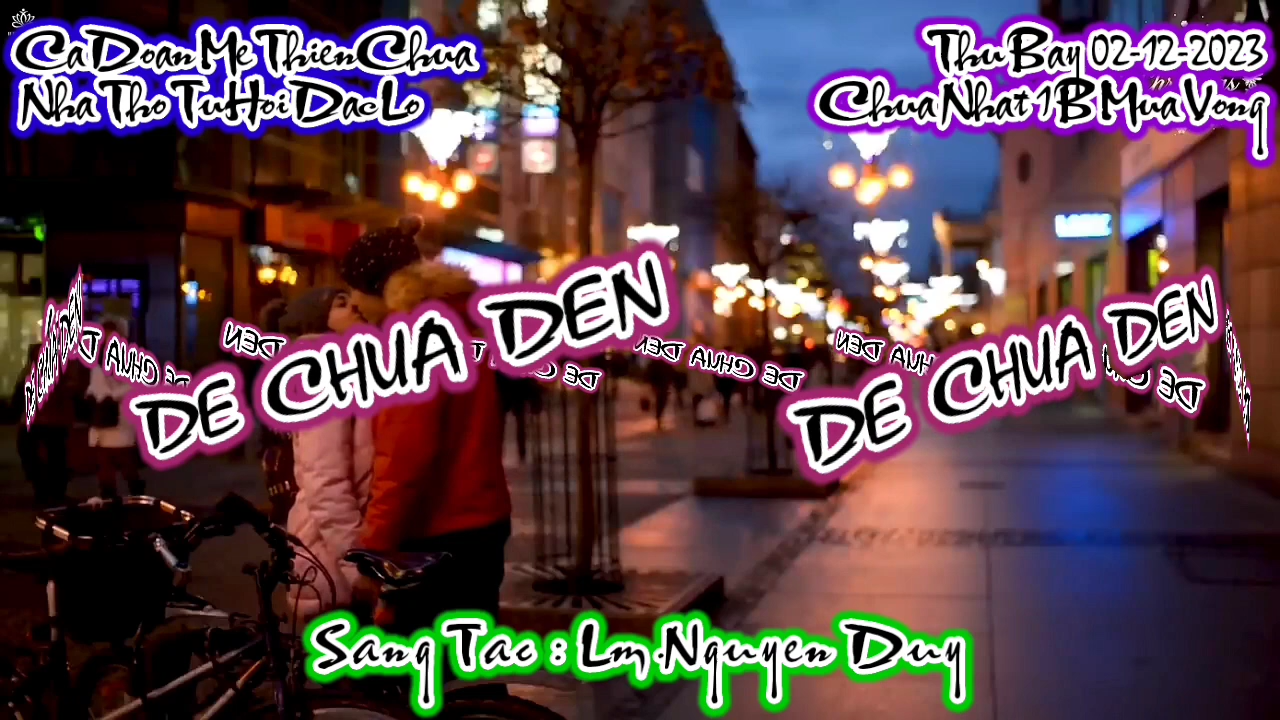 Ca Doan Me Thien Chua
Nha Tho Tu Hoi Dac Lo
Thu Bay 02-12-2023
Chua Nhat 1 B Mua Vong
DE CHUA DEN
DE CHUA DEN
Sang Tac : Lm.Nguyen Duy